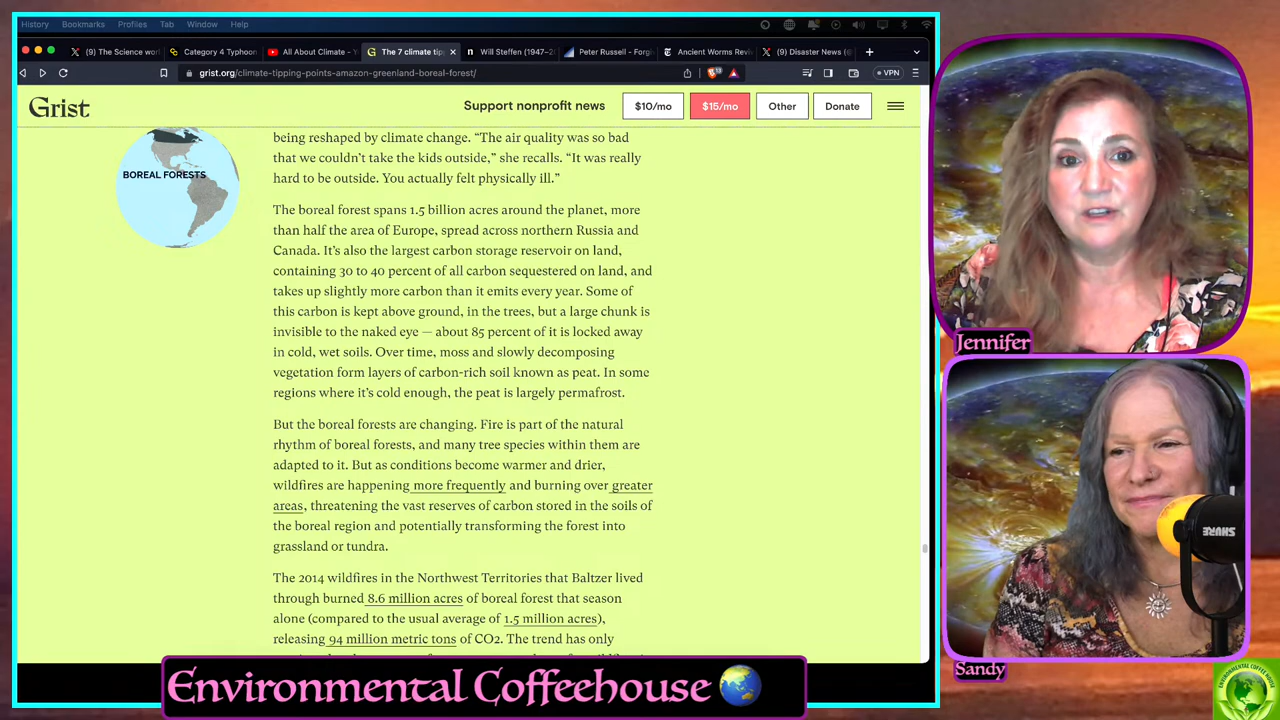 History Bookmarks Profiles Tab Window Help
(9) The Science wor
Category 4 Typhoon
All About Climate - Y
The 7 climate tip
Will Steffen (1947–20
Peter Russell - Forgi
Ancient Worms Revi
(9) Disaster News (@
grist.org/climate-tipping-points-amazon-greenland-boreal-forest/
VPN
Grist
Support nonprofit news
$10/mo
$15/mo
Other
Donate
BOREAL FORESTS
being reshaped by climate change. “The air quality was so bad
that we couldn’t take the kids outside,” she recalls. “It was really
hard to be outside. You actually felt physically ill.”
The boreal forest spans 1.5 billion acres around the planet, more
than half the area of Europe, spread across northern Russia and
Canada. It’s also the largest carbon storage reservoir on land,
containing 30 to 40 percent of all carbon sequestered on land, and
takes up slightly more carbon than it emits every year. Some of
this carbon is kept above ground, in the trees, but a large chunk is
invisible to the naked eye — about 85 percent of it is locked away
in cold, wet soils. Over time, moss and slowly decomposing
vegetation form layers of carbon-rich soil known as peat. In some
regions where it’s cold enough, the peat is largely permafrost.
But the boreal forests are changing. Fire is part of the natural
rhythm of boreal forests, and many tree species within them are
adapted to it. But as conditions become warmer and drier,
wildfires are happening more frequently and burning over greater
areas, threatening the vast reserves of carbon stored in the soils of
the boreal region and potentially transforming the forest into
grassland or tundra.
The 2014 wildfires in the Northwest Territories that Baltzer lived
through burned 8.6 million acres of boreal forest that season
alone (compared to the usual average of 1.5 million acres),
releasing 94 million metric tons of CO2. The trend has only
Jennifer
SHURE
Sandy
Environmental Coffeehouse
ENVIRONMENTAL COFFEEHOUSE